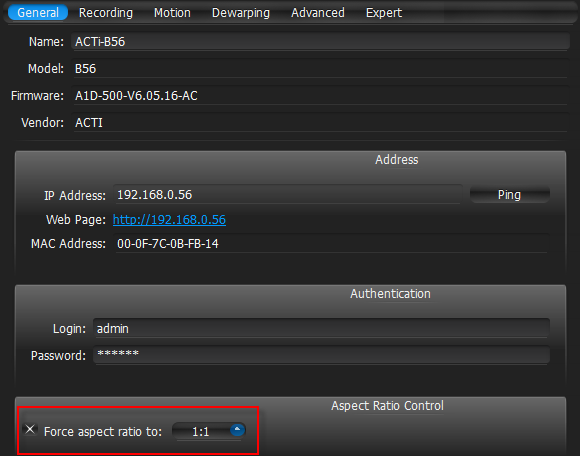 General Recording Motion Dewarping Advanced Expert
Name: ACTi-B56
Model: B56
Firmware: A1D-500-V6.05.16-AC
Vendor: ACTI
Address
IP Address: 192.168.0.56 Ping
Web Page: http://192.168.0.56
MAC Address: 00-0F-7C-0B-FB-14
Authentication
Login: admin
Password: ******
Aspect Ratio Control
Force aspect ratio to: 1:1